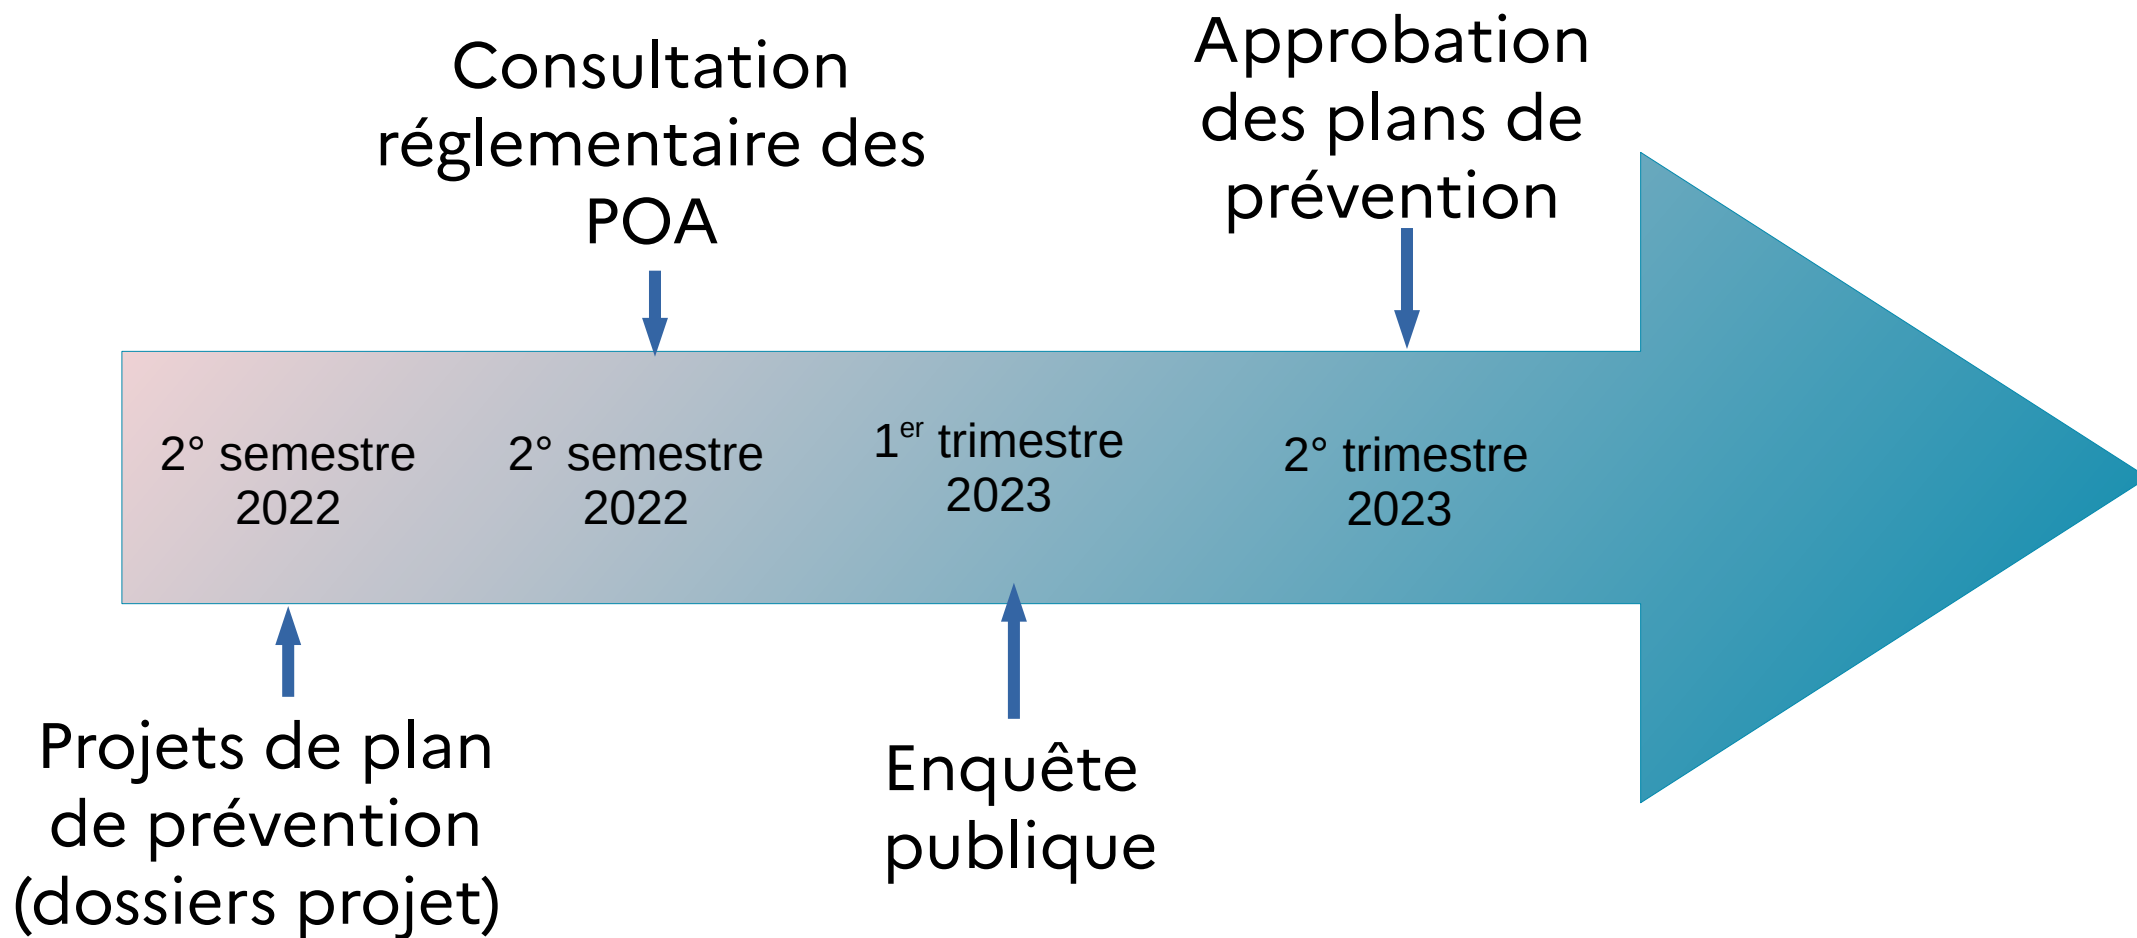 Consultation
réglementaire des
POA
Approbation
des plans de
prévention
2° semestre
2022
2° semestre
2022
1er trimestre
2023
2° trimestre
2023
Projets de plan
de prévention
(dossiers projet)
Enquête
publique